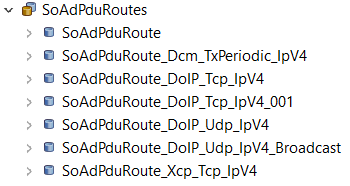 SoAdPduRoutes
SoAdPduRoute
SoAdPduRoute_Dcm_TxPeriodic_IpV4
SoAdPduRoute_DoIP_Tcp_IpV4
SoAdPduRoute_DoIP_Tcp_IpV4_001
SoAdPduRoute_DoIP_Udp_IpV4
SoAdPduRoute_DoIP_Udp_IpV4_Broadcast
SoAdPduRoute_Xcp_Tcp_IpV4